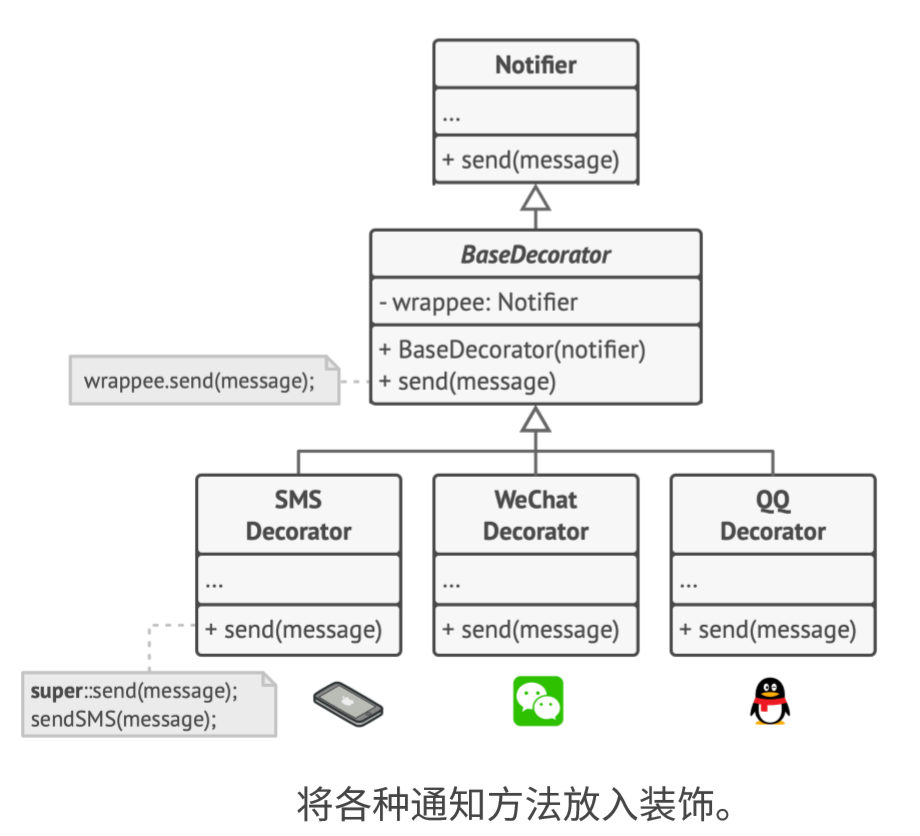 Notifier
...
+ send(message)
BaseDecorator
- wrappee: Notifier
+ BaseDecorator(notifier)
+ send(message)
wrappee.send(message);
SMS
Decorator
...
+ send(message)
WeChat
Decorator
...
+ send(message)
QQ
Decorator
...
+ send(message)
super::send(message);
sendSMS(message);
将各种通知方法放入装饰。